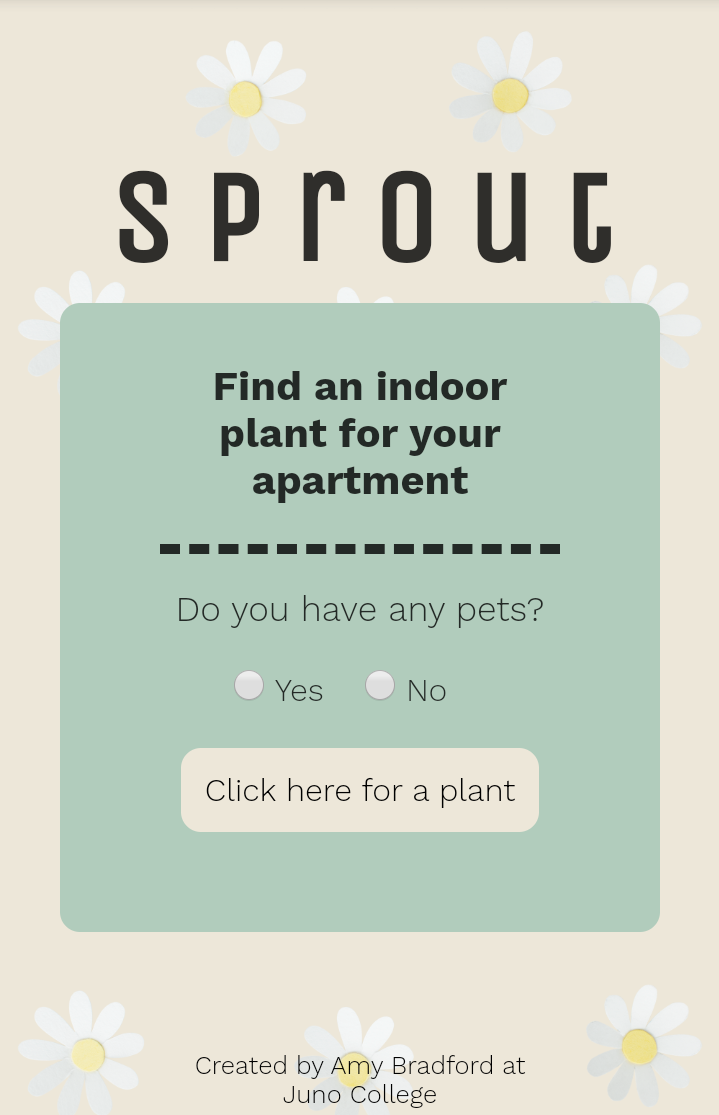 sprout
Find an indoor
plant for your
apartment
Do you have any pets?
Yes No
Click here for a plant
Created by Amy Bradford at
Juno College